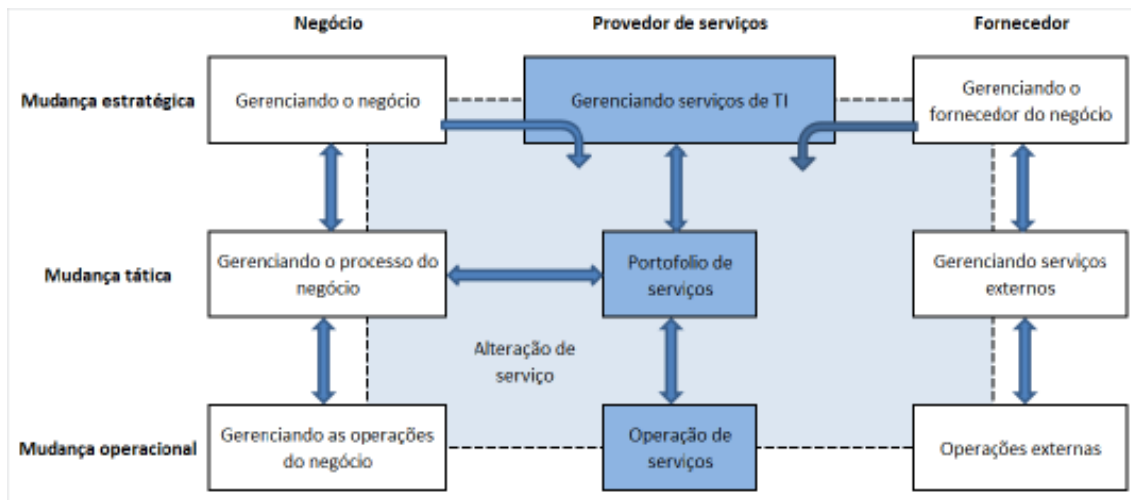 Negócio
Provedor de serviços
Fornecedor
Mudança estratégica
Gerenciando o negócio
Gerenciando serviços de TI
Gerenciando o
fornecedor do negócio
Mudança tática
Gerenciando o processo do
negócio
Portofolio de
serviços
Gerenciando serviços
externos
Alteração de
serviço
Mudança operacional
Gerenciando as operações
do negócio
Operação de
serviços
Operações externas